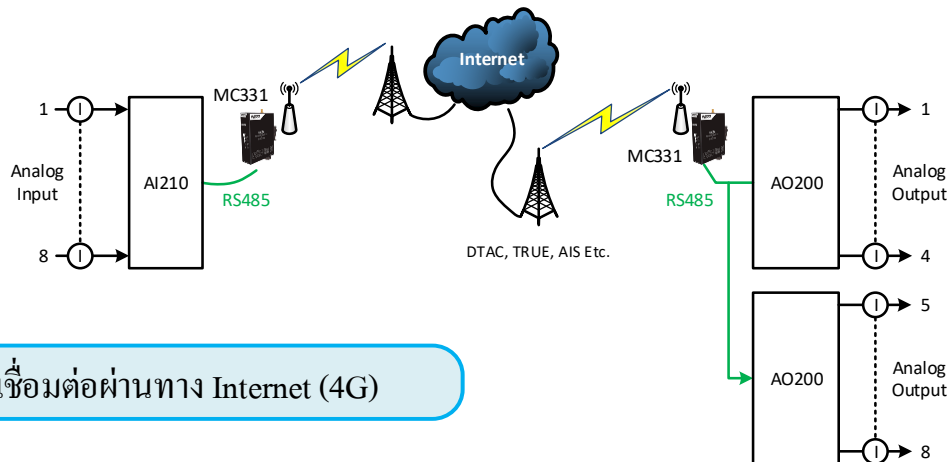 Internet
MC331
1
Analog
Input
8
AI210
RS485
DTAC, TRUE, AIS Etc.
MC331
RS485
AO200
1
Analog
Output
4
AO200
5
Analog
Output
8
เชื่อมต่อผ่านทาง Internet (4G)